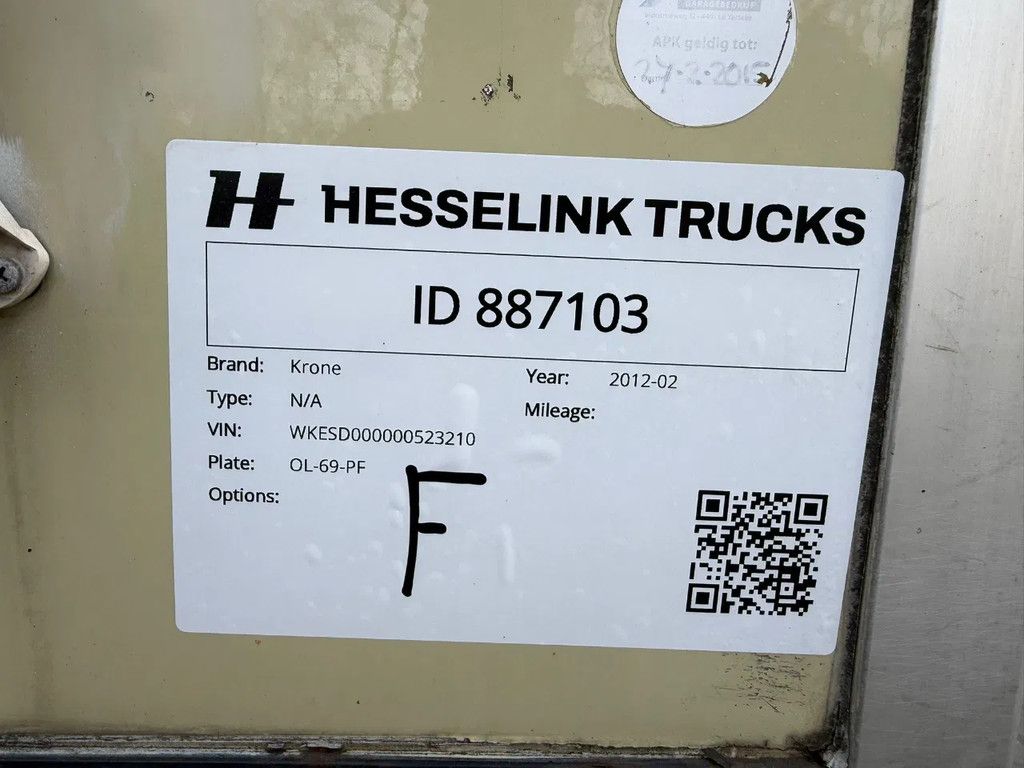 GARAGEBEDRIJF
APK geldig tot:
HESSELINK TRUCKS
ID 887103
Brand: Krone
Year: 2012-02
Type: N/A
Mileage:
VIN: WKESD000000523210
Plate: OL-69-PF
Options:
F